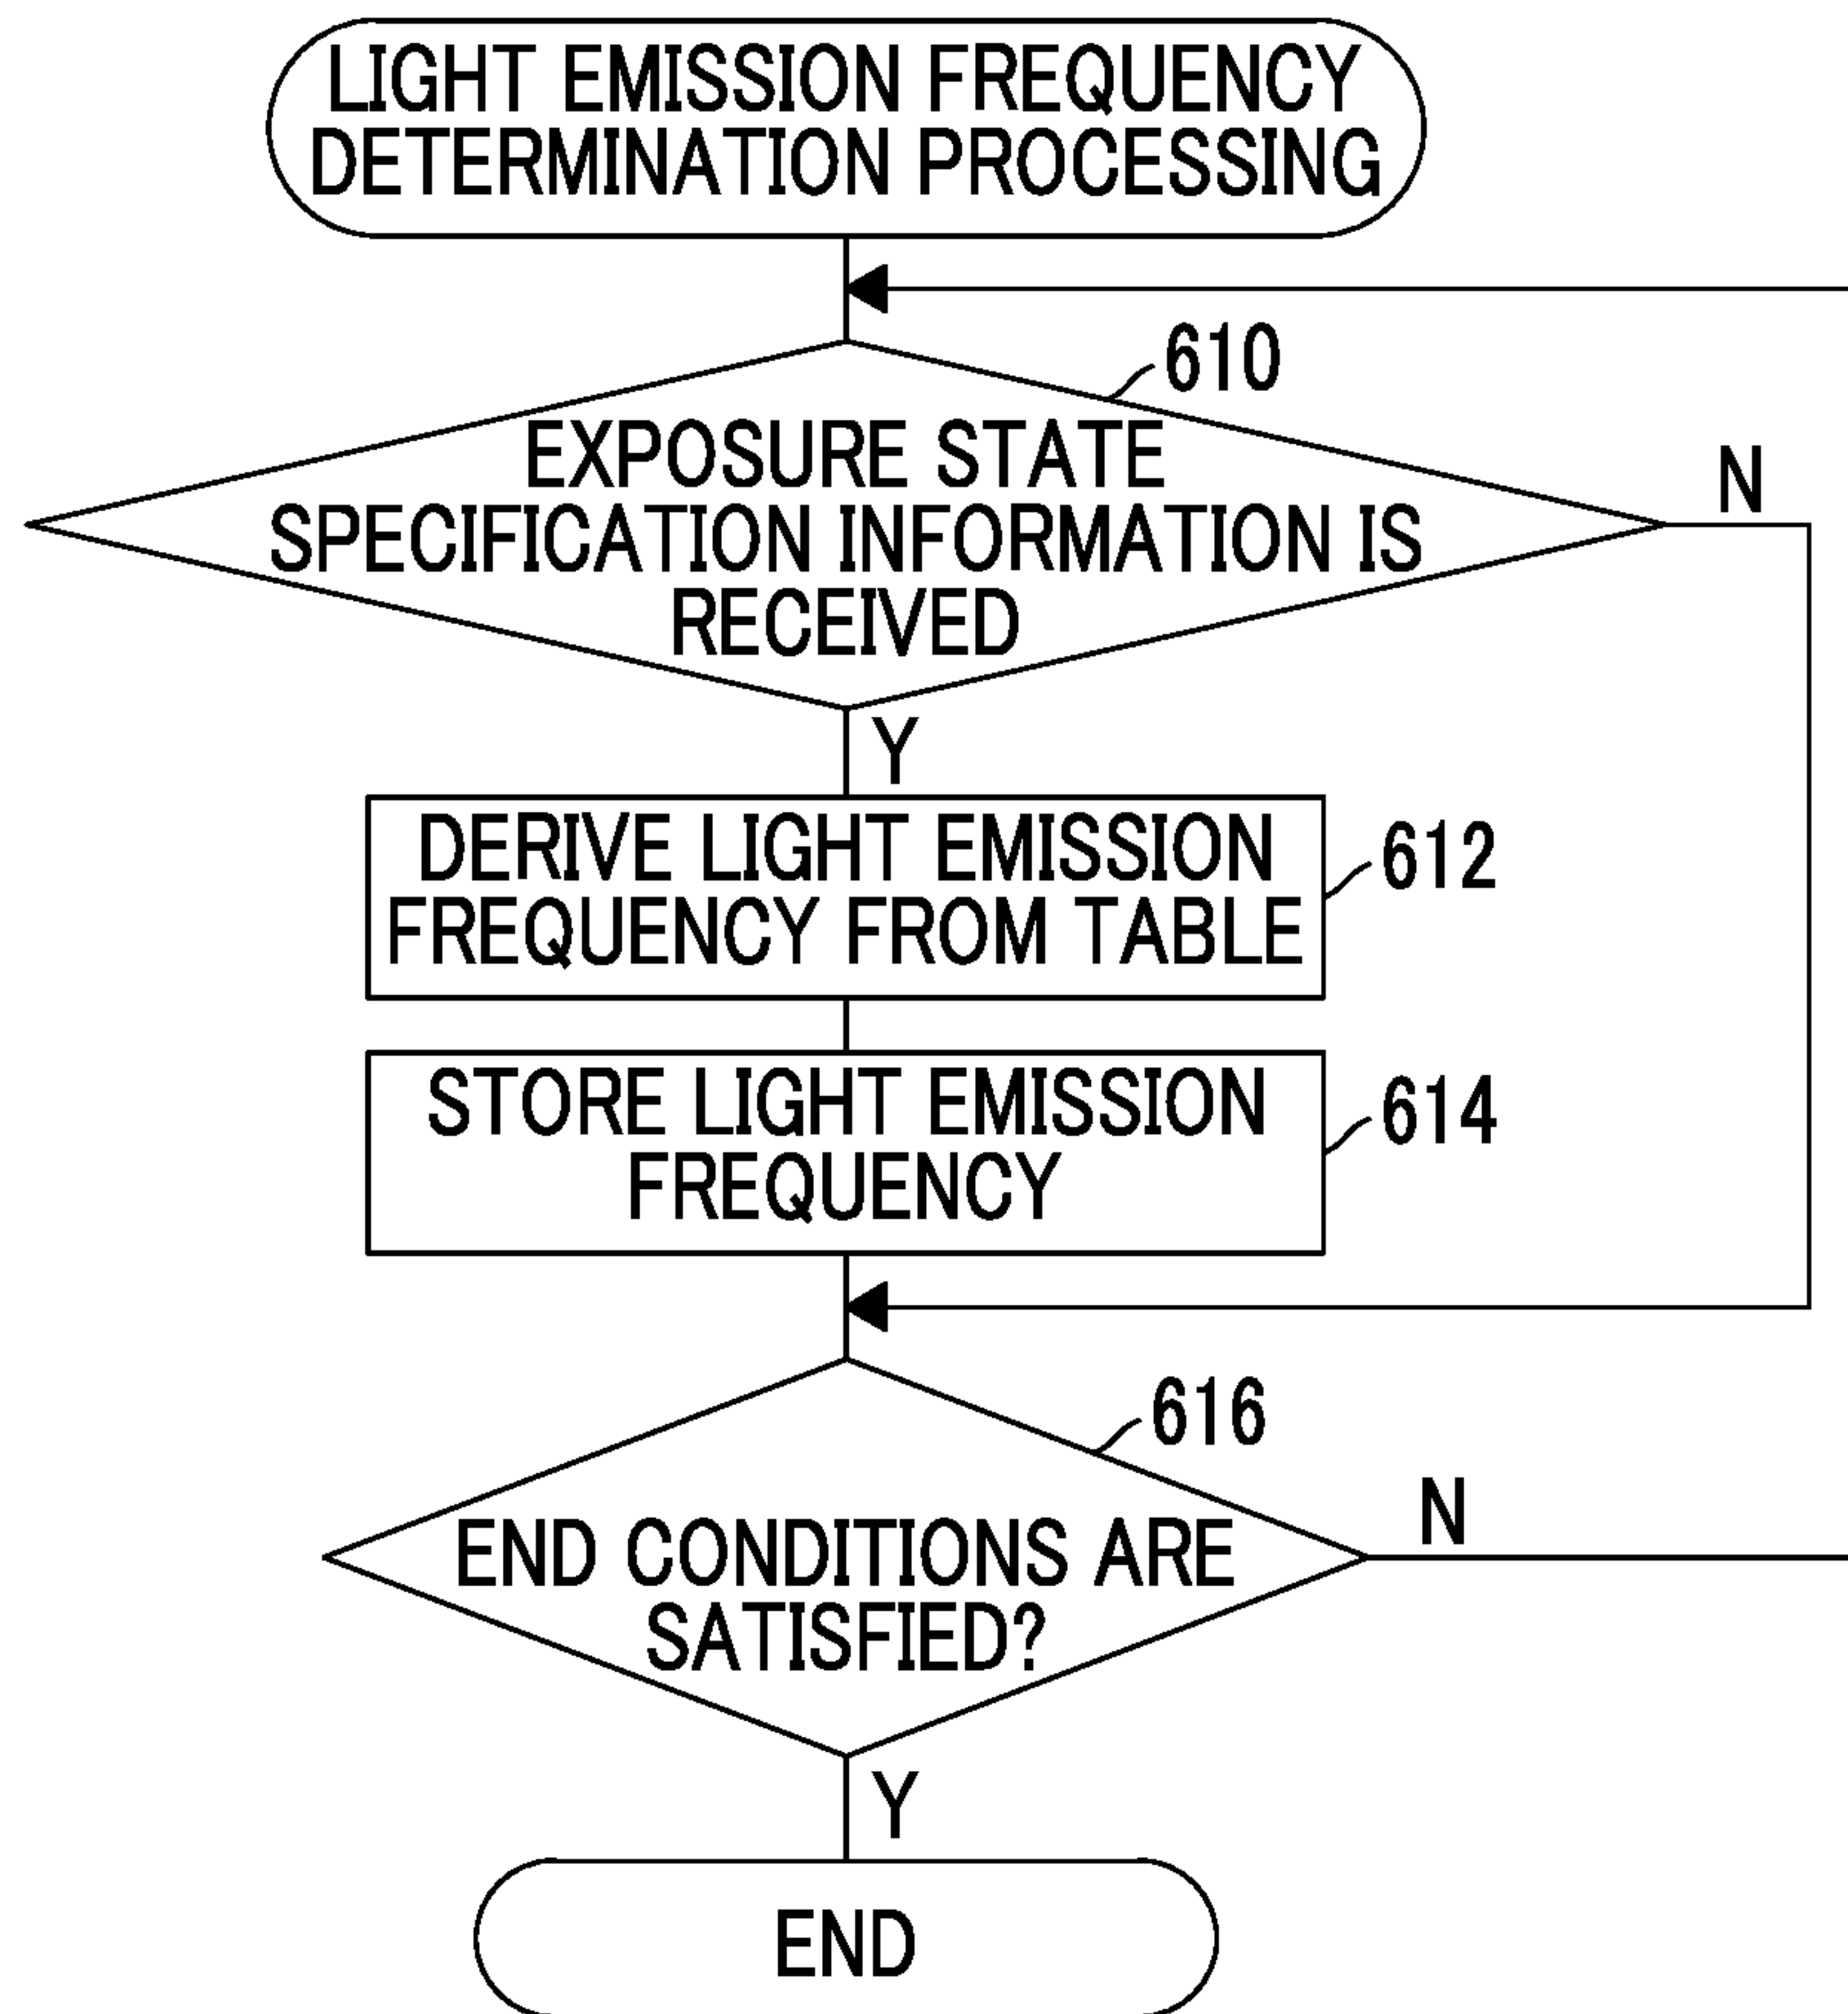 LIGHT EMISSION FREQUENCY
DETERMINATION PROCESSING
610
EXPOSURE STATE
SPECIFICATION INFORMATION IS
RECEIVED
N
Y
DERIVE LIGHT EMISSION
FREQUENCY FROM TABLE
612
STORE LIGHT EMISSION
FREQUENCY
614
616
END CONDITIONS ARE
SATISFIED?
N
Y
END